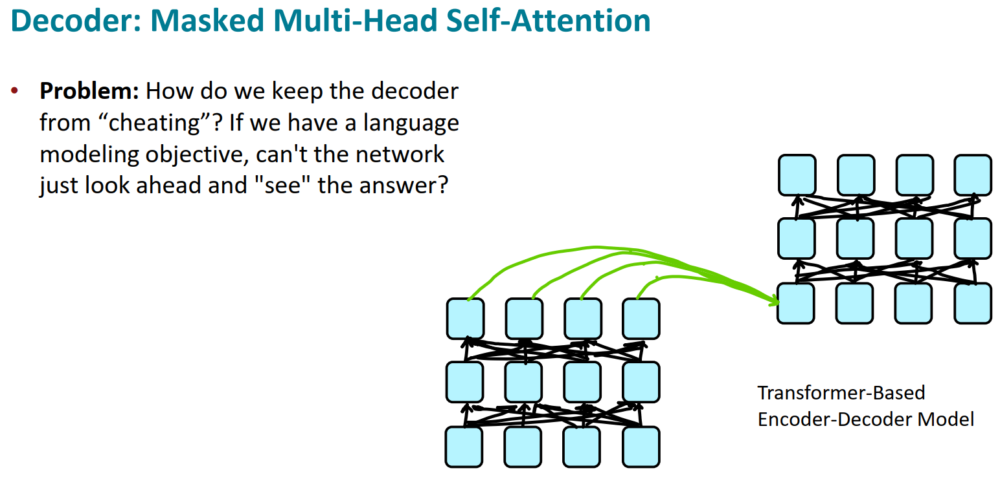 Decoder: Masked Multi-Head Self-Attention
• Problem: How do we keep the decoder
from “cheating”? If we have a language
modeling objective, can't the network
just look ahead and "see" the answer?
Transformer-Based
Encoder-Decoder Model